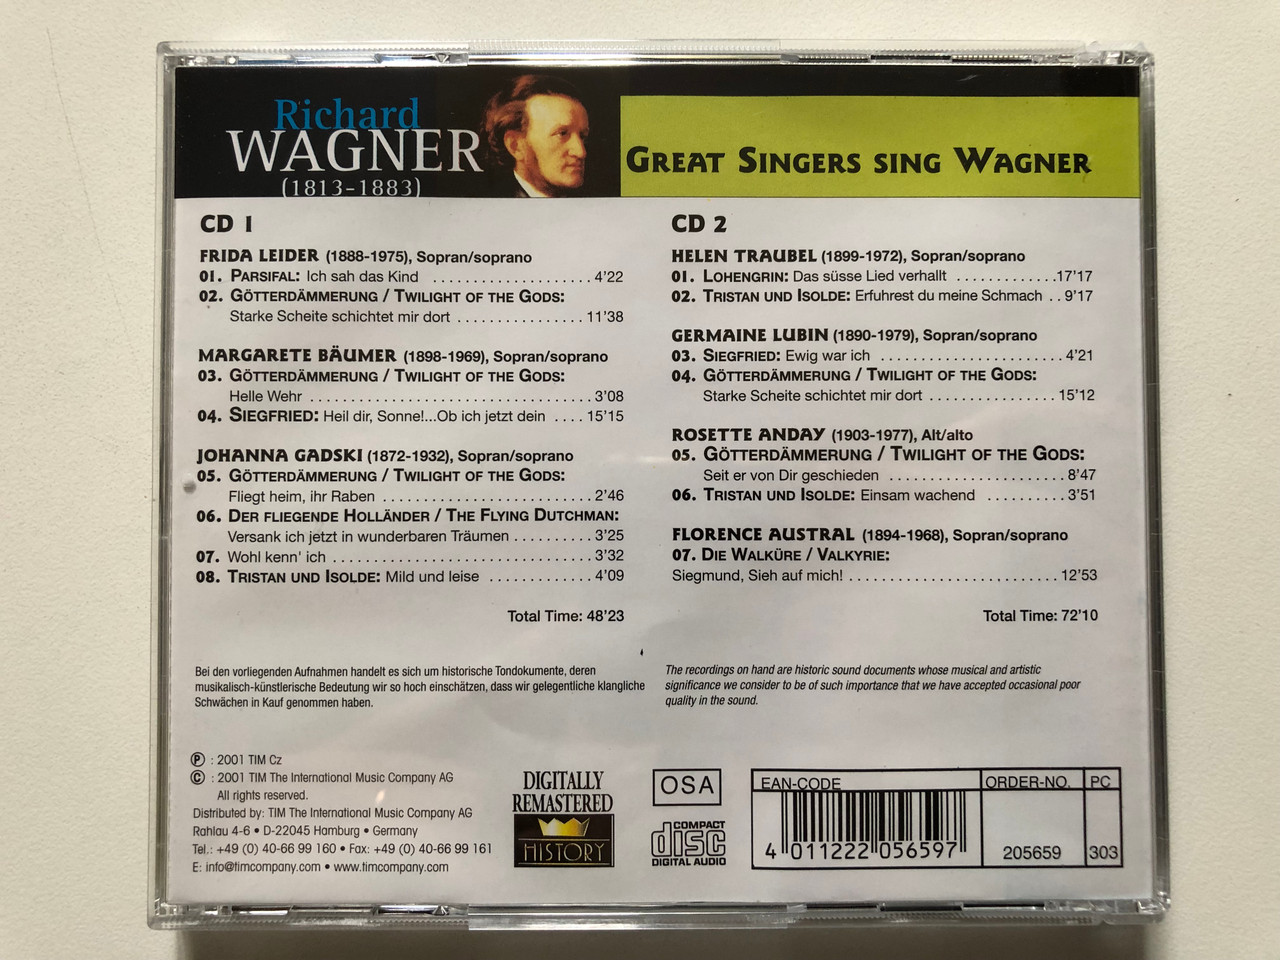 Richard
WAGNER
(1813-1883)
GREAT SINGERS SING WAGNER
CD 1
FRIDA LEIDER (1888-1975), Sopran/soprano
01. PARSIFAL: Ich sah das Kind .................... 4'22
02. GÖTTERDÄMMERUNG / TWILIGHT OF THE GODS:
Starke Scheite schichtet mir dort ................ 11'38
MARGARETE BÄUMER (1898-1969), Sopran/soprano
03. GÖTTERDÄMMERUNG / TWILIGHT OF THE GODS:
Helle Wehr .................................... 3'08
04. SIEGFRIED: Heil dir, Sonne!...Ob ich jetzt dein .... 15'15
JOHANNA GADSKI (1872-1932), Sopran/soprano
05. GÖTTERDÄMMERUNG / TWILIGHT OF THE GODS:
Fliegt heim, ihr Raben ........................... 2'46
06. DER FLIEGENDE HOLLÄNDER / THE FLYING DUTCHMAN:
Versank ich jetzt in wunderbaren Träumen .......... 3'25
07. Wohl kenn' ich ................................. 3'32
08. TRISTAN UND ISOLDE: Mild und leise ............. 4'09
Total Time: 48'23
CD 2
HELEN TRAUBEL (1899-1972), Sopran/soprano
01. LOHENGRIN: Das süsse Lied verhallt ............. 17'17
02. TRISTAN UND ISOLDE: Erfuhrest du meine Schmach .. 9'17
GERMAINE LUBIN (1890-1979), Sopran/soprano
03. SIEGFRIED: Ewig war ich ....................... 4'21
04. GÖTTERDÄMMERUNG / TWILIGHT OF THE GODS:
Starke Scheite schichtet mir dort ................ 15'12
ROSETTE ANDAY (1903-1977), Alt/alto
05. GÖTTERDÄMMERUNG / TWILIGHT OF THE GODS:
Seit er von Dir geschieden ...................... 8'47
06. TRISTAN UND ISOLDE: Einsam wachend .......... 3'51
FLORENCE AUSTRAL (1894-1968), Sopran/soprano
07. DIE WALKÜRE / VALKYRIE:
Siegmund, Sieh auf mich! .......................... 12'53
Total Time: 72'10
Bei den vorliegenden Aufnahmen handelt es sich um historische Tondokumente, deren
musikalisch-künstlerische Bedeutung wir so hoch einschätzen, dass wir gelegentliche klangliche
Schwächen in Kauf genommen haben.
The recordings on hand are historic sound documents whose musical and artistic
significance we consider to be of such importance that we have accepted occasional poor
quality in the sound.
℗ : 2001 TIM Cz
© : 2001 TIM The International Music Company AG
All rights reserved.
Distributed by: TIM The International Music Company AG
Rahlau 4-6 • D-22045 Hamburg • Germany
Tel.: +49 (0) 40-66 99 160 • Fax: +49 (0) 40-66 99 161
E: info@timcompany.com • www.timcompany.com
DIGITALLY
REMASTERED
HISTORY
OSA
COMPACT
disc
DIGITAL AUDIO
EAN-CODE
4 011222 056597
ORDER-NO.
205659
PC
303